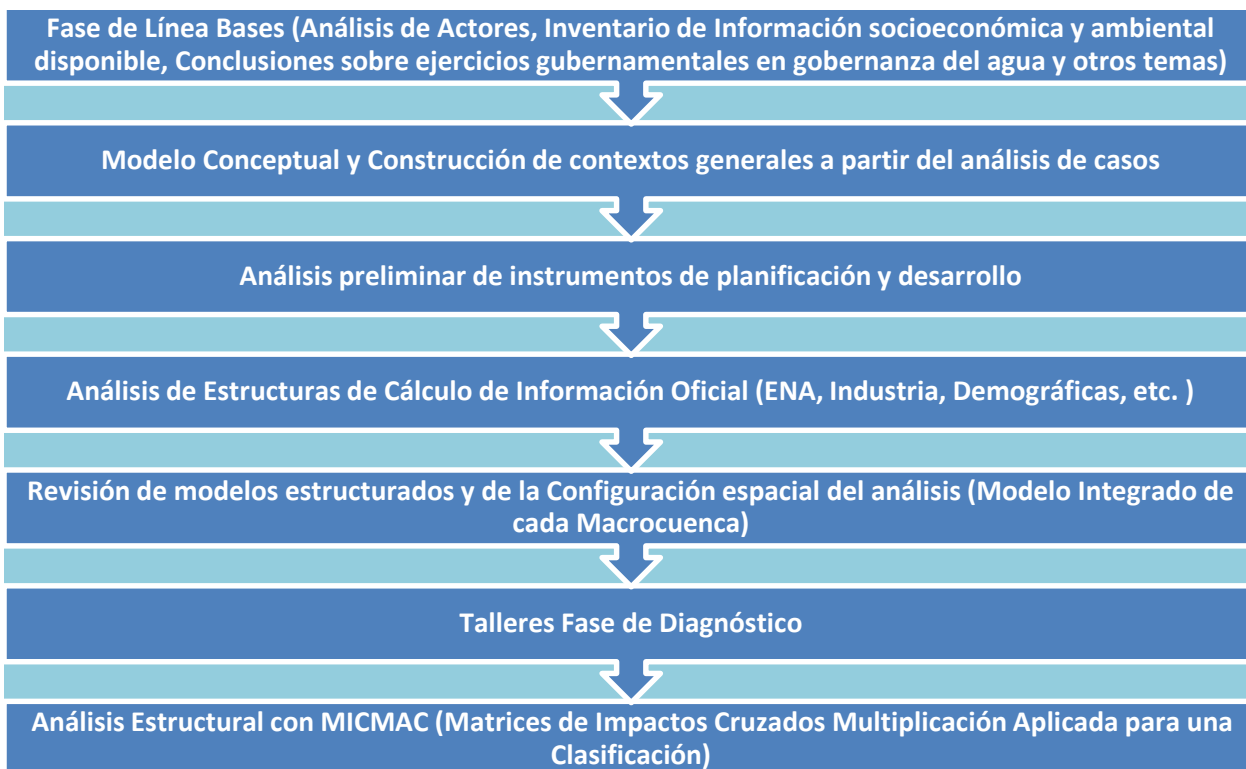 Fase de Línea Bases (Análisis de Actores, Inventario de Información socioeconómica y ambiental
disponible, Conclusiones sobre ejercicios gubernamentales en gobernanza del agua y otros temas)
Modelo Conceptual y Construcción de contextos generales a partir del análisis de casos
Análisis preliminar de instrumentos de planificación y desarrollo
Análisis de Estructuras de Cálculo de Información Oficial (ENA, Industria, Demográficas, etc. )
Revisión de modelos estructurados y de la Configuración espacial del análisis (Modelo Integrado de
cada Macrocuenca)
Talleres Fase de Diagnóstico
Análisis Estructural con MICMAC (Matrices de Impactos Cruzados Multiplicación Aplicada para una
Clasificación)